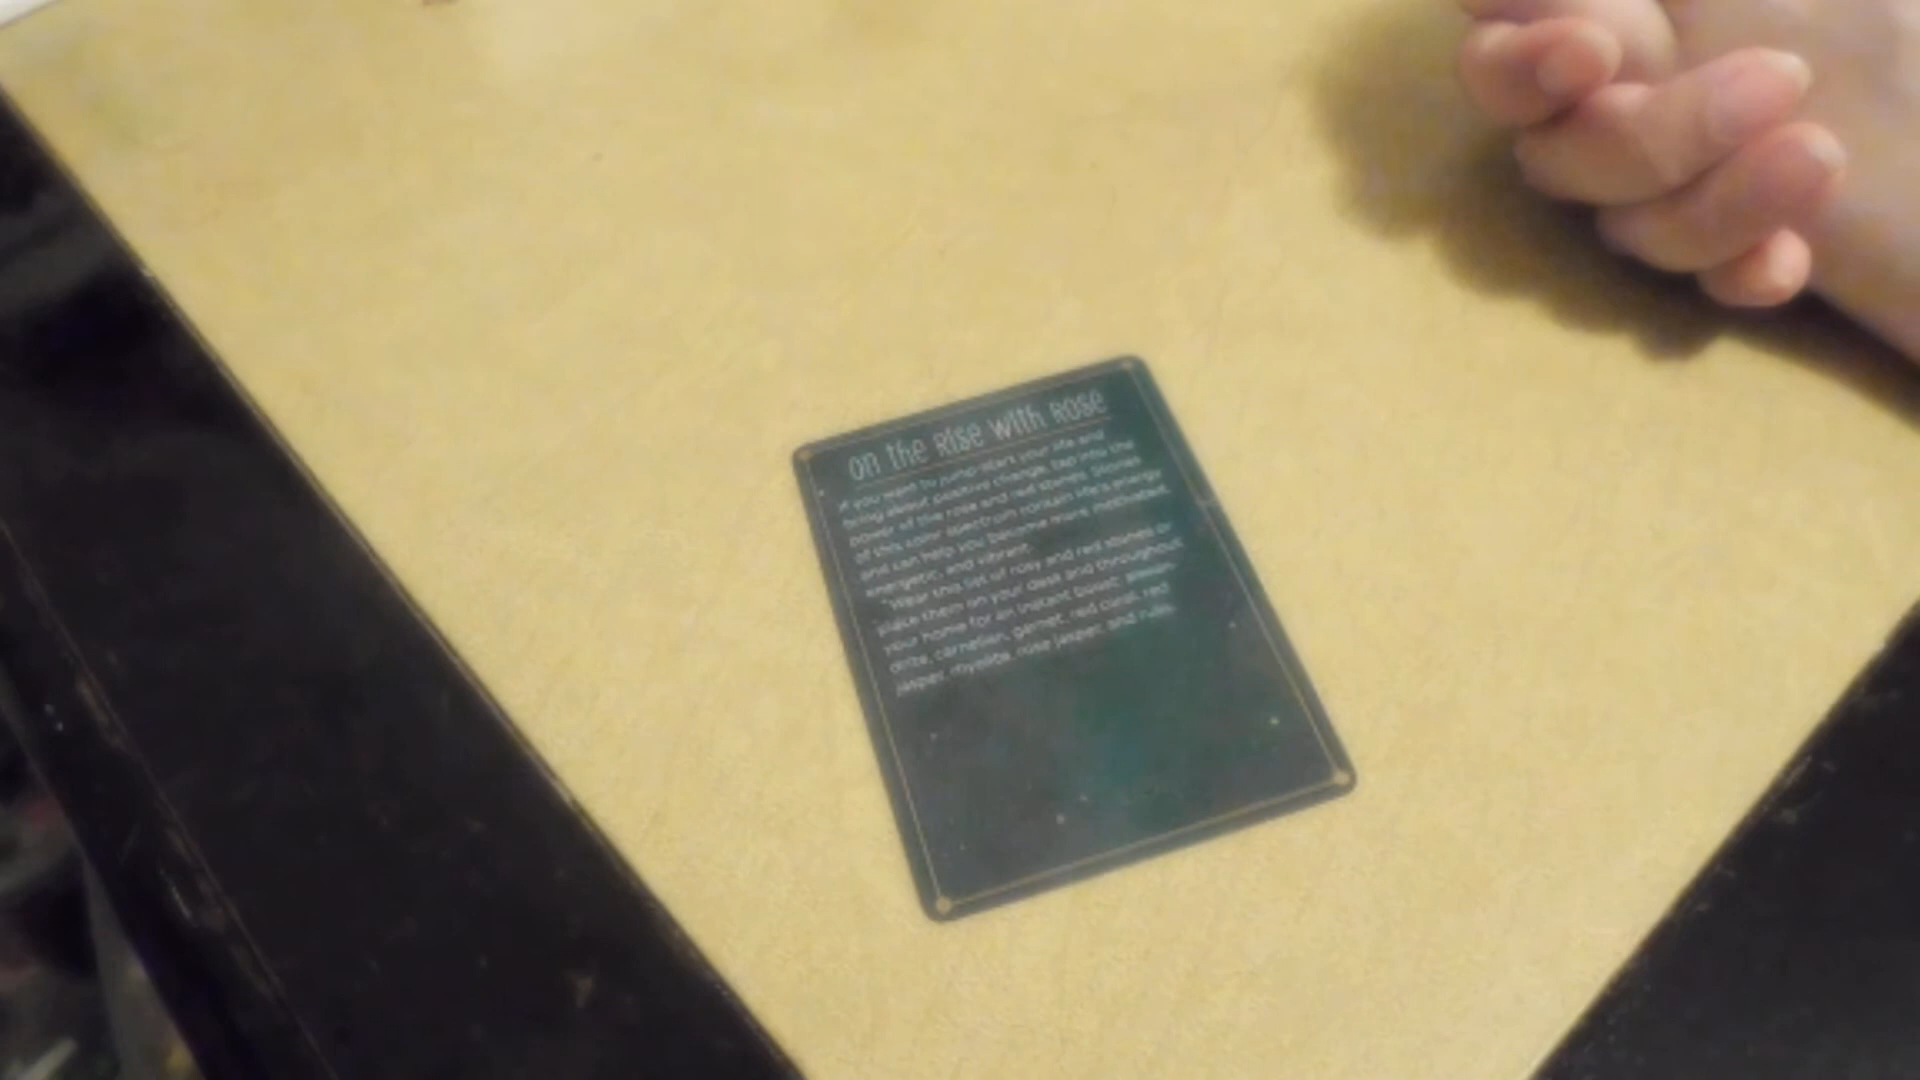 on the Rise with Rose
If you want to jump-start your life and
bring about positive change, tap into the
power of the rose and red stones. Stones
of this color spectrum contain life's energy
and can help you become more motivated,
energetic, and vibrant.
Wear this list of rosy and red stones or
place them on your desk and throughout
your home for an instant boost:
carnelian, garnet, red coral, red
jasper, rhyolite, rose jasper, and